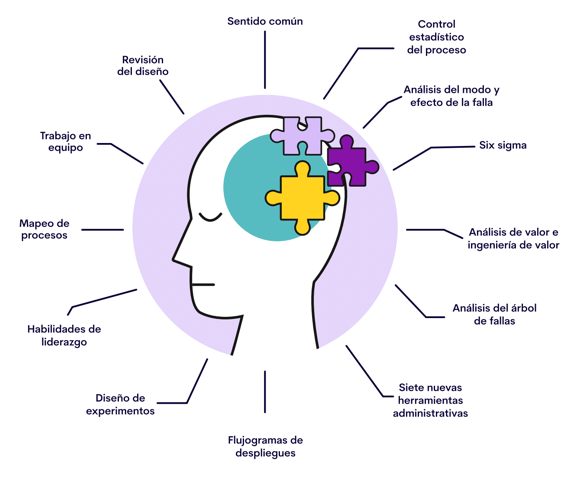 Sentido común
Control
estadístico
del proceso
Análisis del modo y
efecto de la falla
Six sigma
Análisis de valor e
ingeniería de valor
Análisis del árbol
de fallas
Siete nuevas
herramientas
administrativas
Flujogramas de
despliegues
Diseño de
experimentos
Habilidades de
liderazgo
Mapeo de
procesos
Trabajo en
equipo
Revisión
del diseño